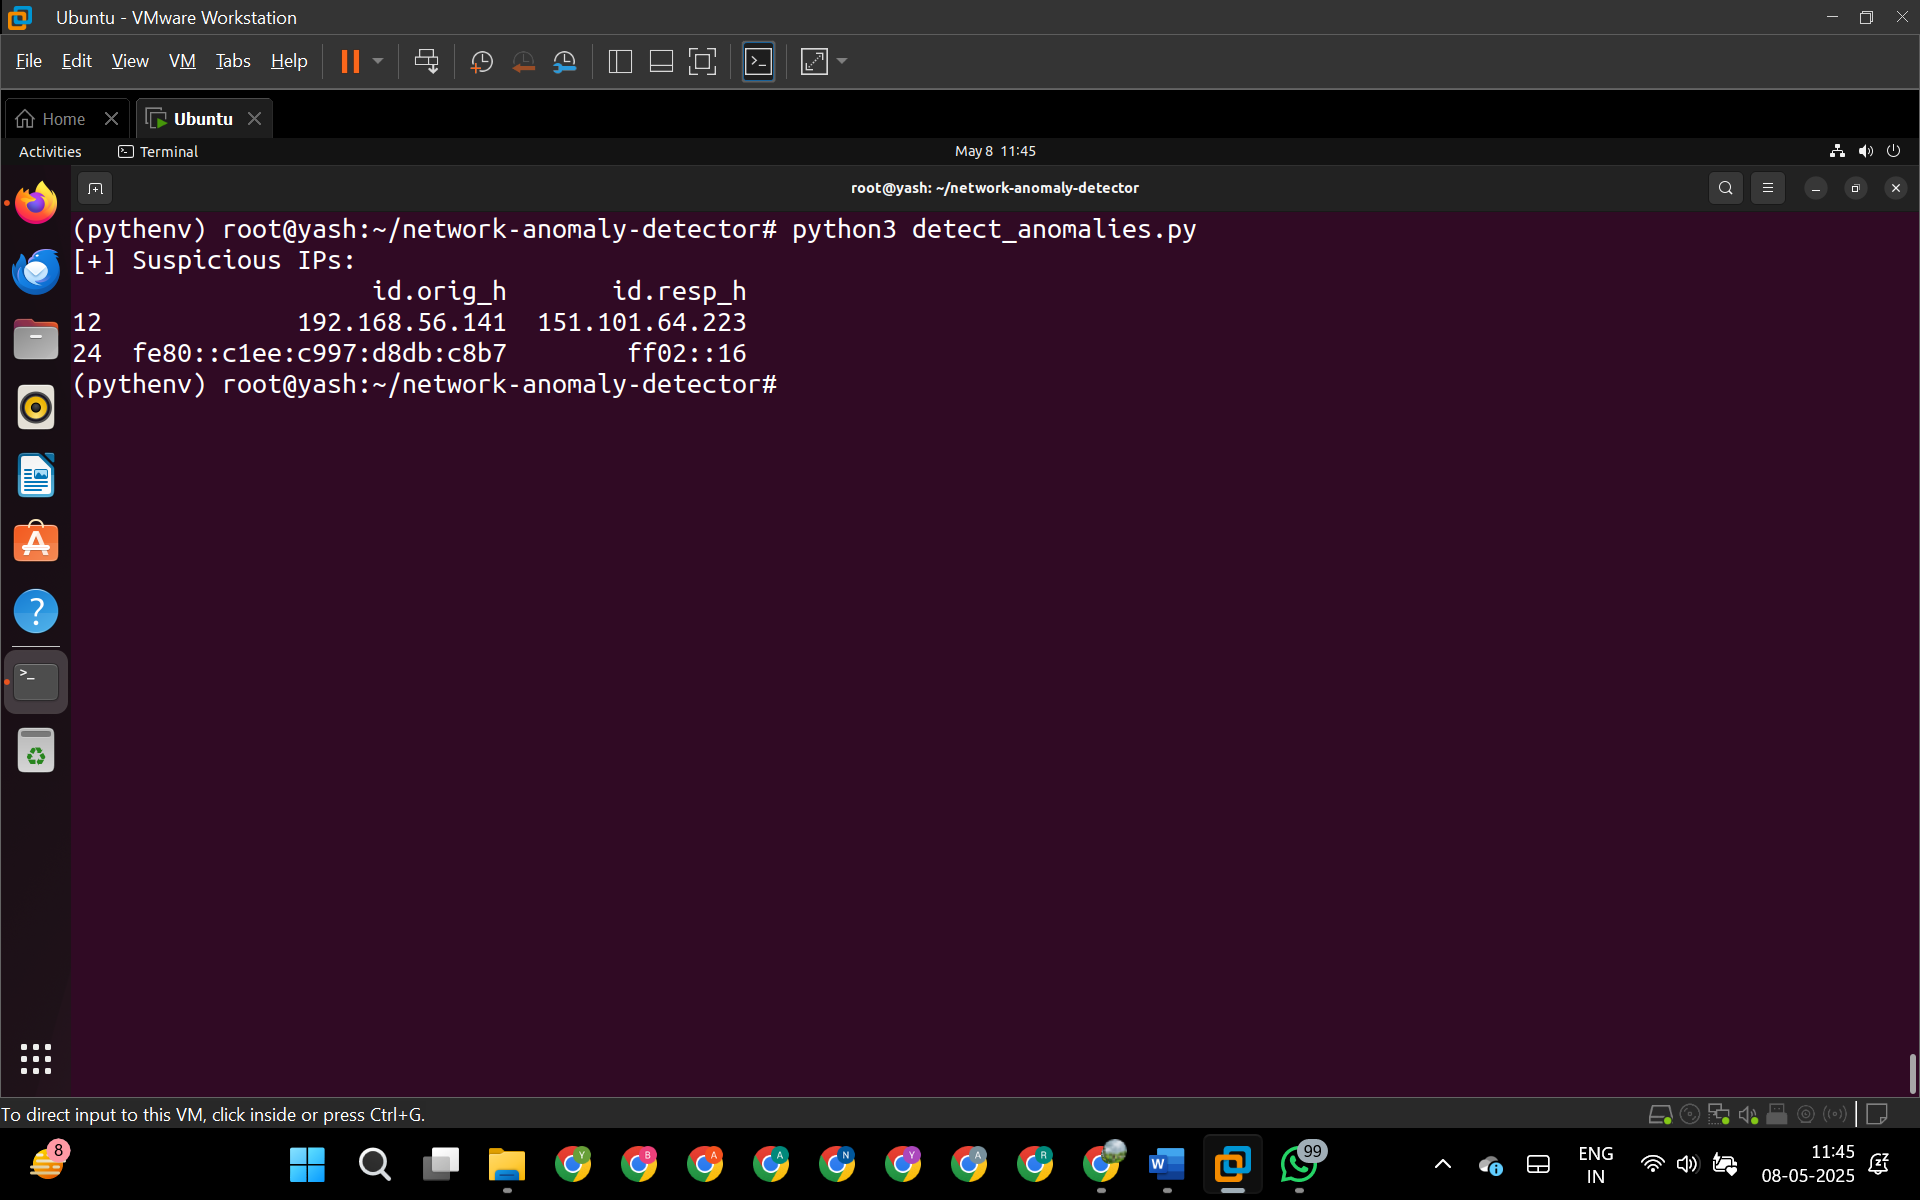 Ubuntu - VMware Workstation
File Edit View VM Tabs Help
Home Ubuntu
Activities Terminal May 8 11:45
root@yash: ~/network-anomaly-detector
(pythenv) root@yash:~/network-anomaly-detector# python3 detect_anomalies.py
[+] Suspicious IPs:
id.orig_h id.resp_h
12 192.168.56.141 151.101.64.223
24 fe80::c1ee:c997:d8db:c8b7 ff02::16
(pythenv) root@yash:~/network-anomaly-detector#
To direct input to this VM, click inside or press Ctrl+G.
8 Y B A A N Y A R W 99 ENG 11:45
IN 08-05-2025